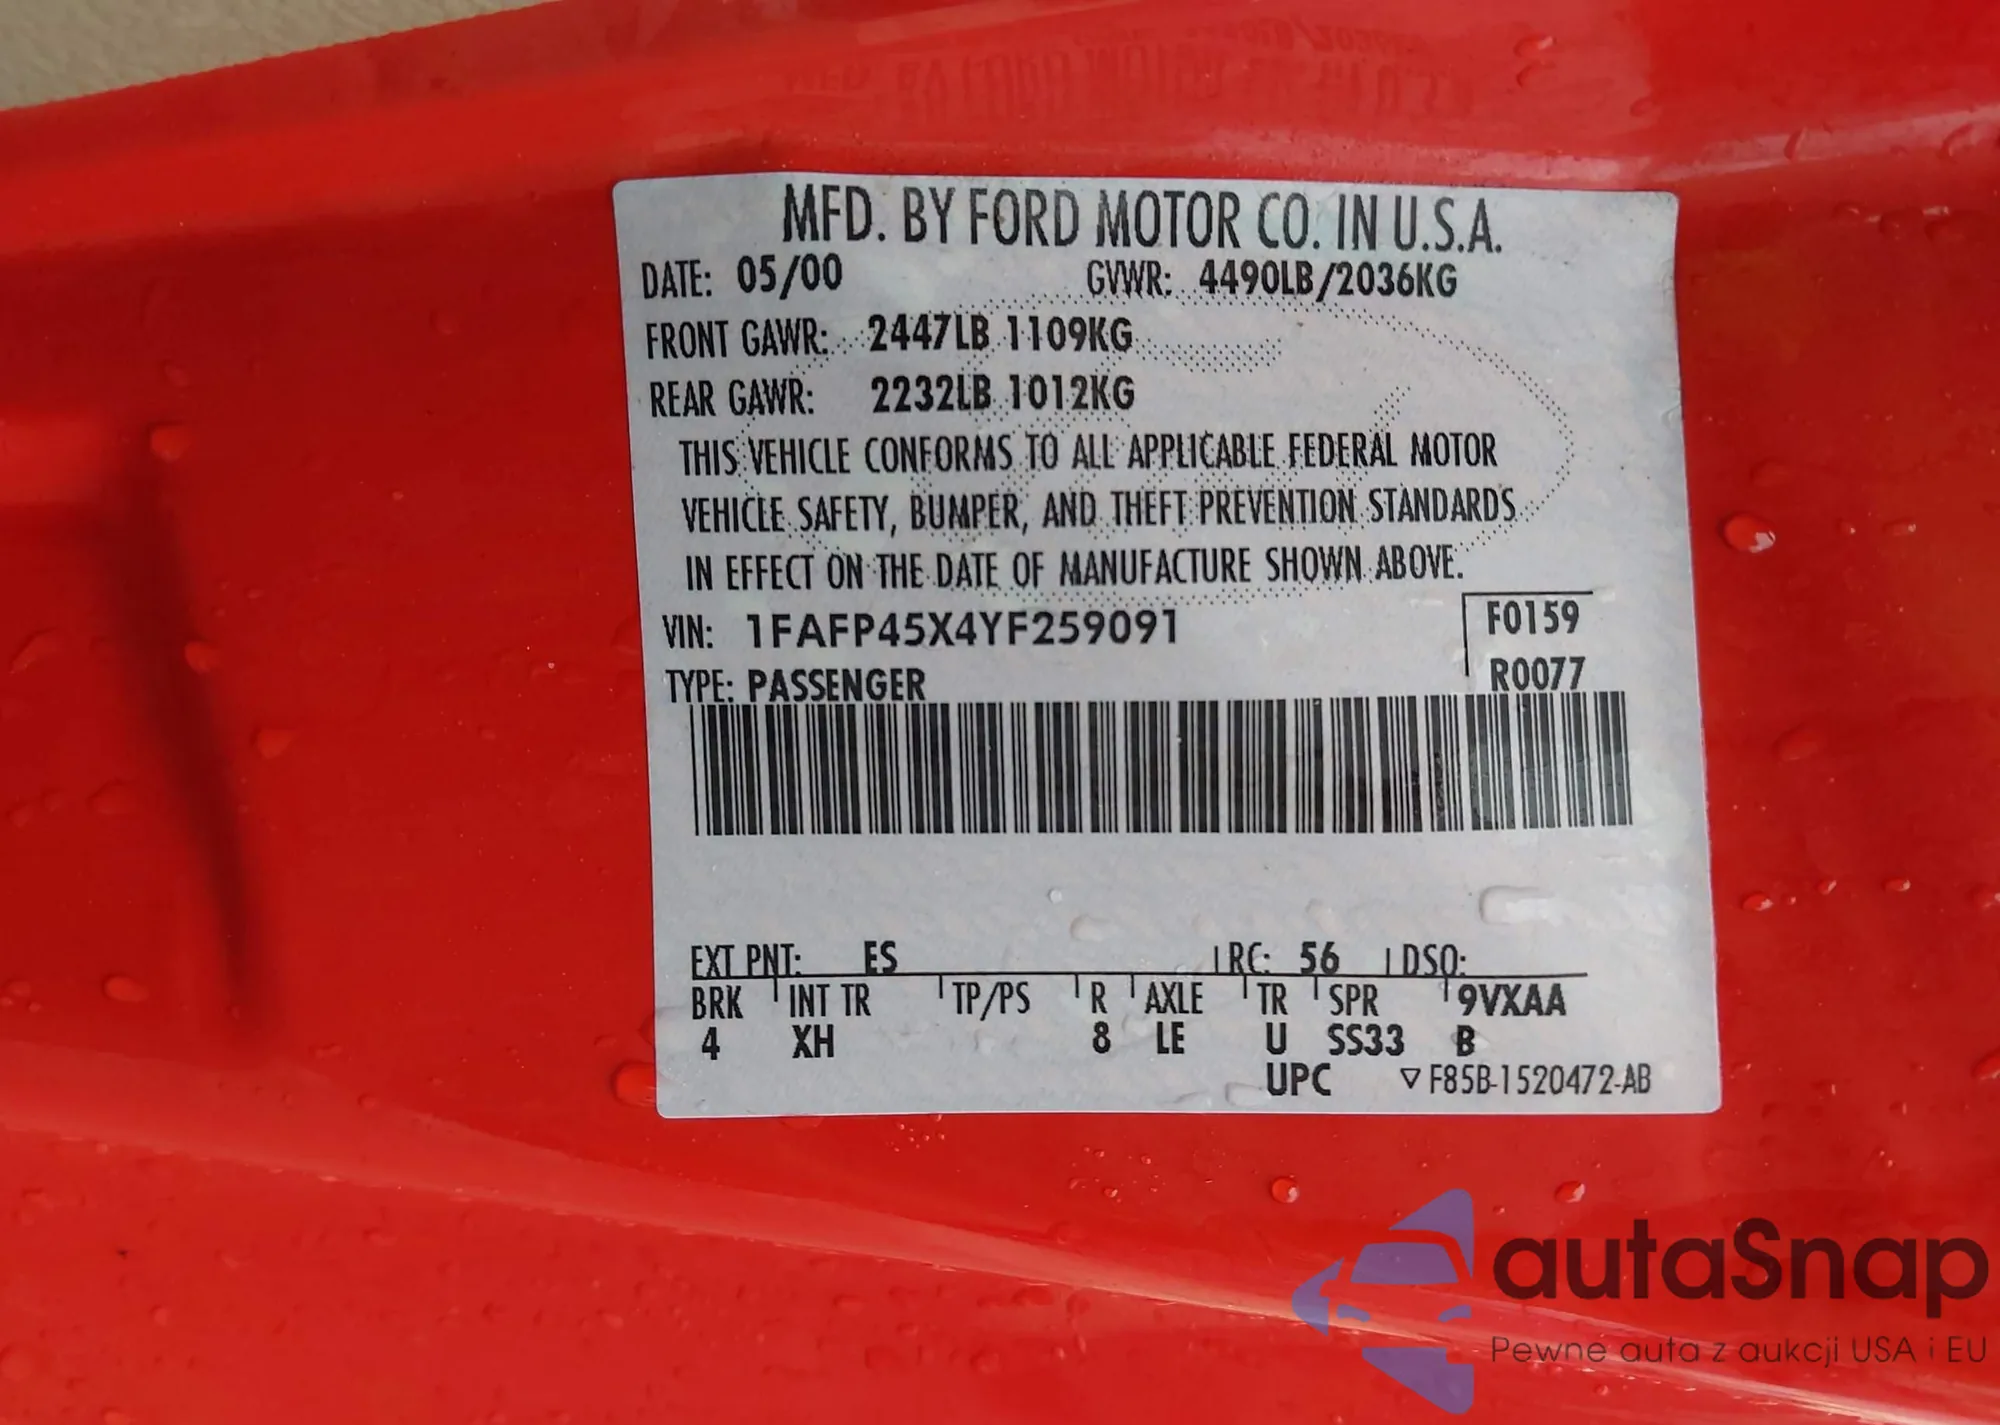 MFD. BY FORD MOTOR CO. IN U.S.A.
DATE: 05/00 GVWR: 4490LB/2036KG
FRONT GAWR: 2447LB 1109KG
REAR GAWR: 2232LB 1012KG
THIS VEHICLE CONFORMS TO ALL APPLICABLE FEDERAL MOTOR
VEHICLE SAFETY, BUMPER, AND THEFT PREVENTION STANDARDS
IN EFFECT ON THE DATE OF MANUFACTURE SHOWN ABOVE.
VIN: 1FAFP45X4YF259091 F0159
TYPE: PASSENGER R0077
EXT PNT: ES RC: 56 DSO:
BRK INT TR TP/PS R AXLE TR SPR 9VXAA
4 XH 8 LE U SS33 B
UPC ▽ F85B-1520472-AB
autaSnap
Pewne auta z aukcji USA i EU